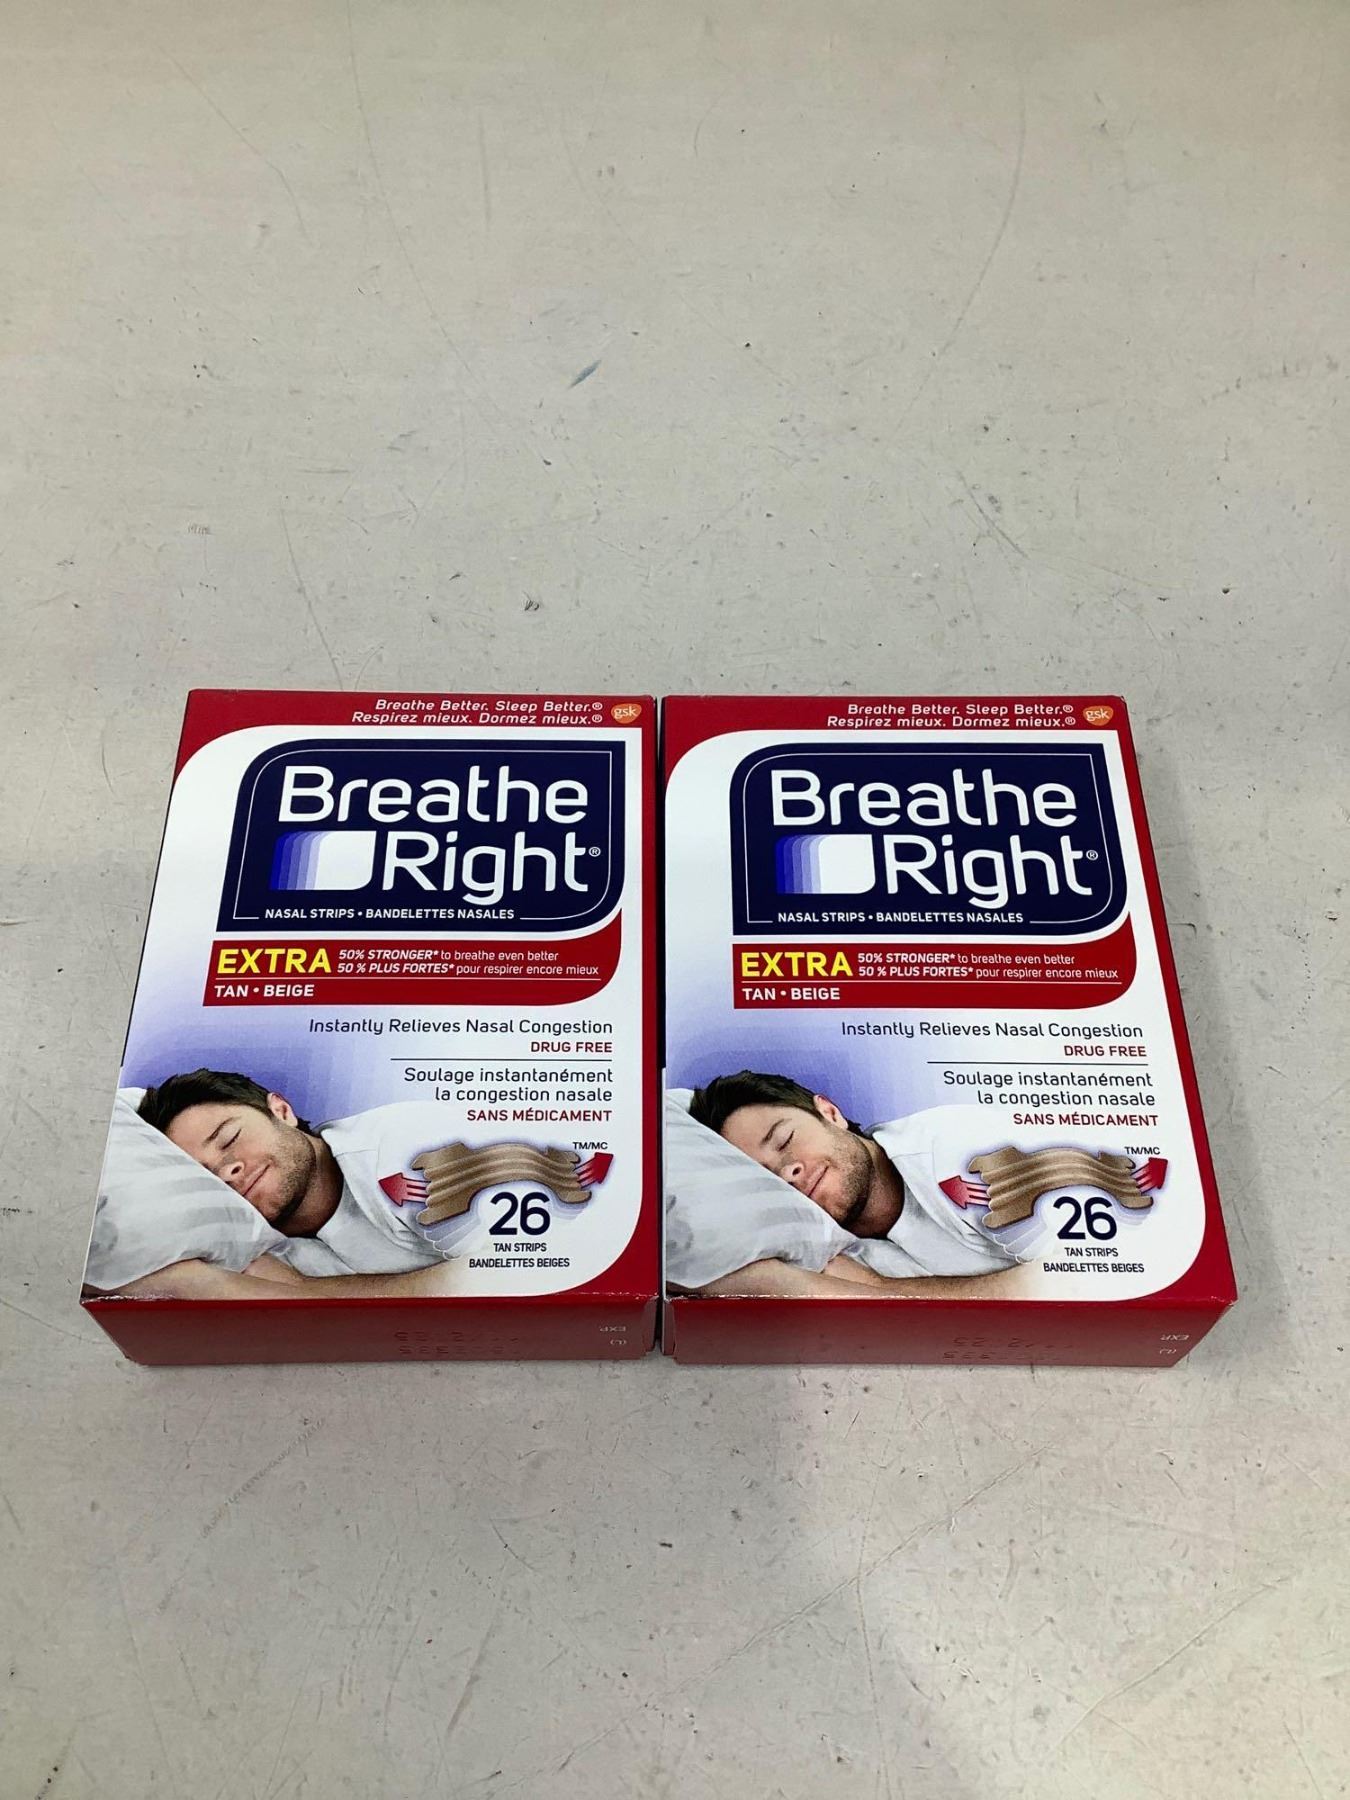 Breathe Better. Sleep Better.®
Respirez mieux. Dormez mieux.®
gsk
Breathe
Right®
NASAL STRIPS • BANDELETTES NASALES
EXTRA
50% STRONGER* to breathe even better
50 % PLUS FORTES* pour respirer encore mieux
TAN • BEIGE
Instantly Relieves Nasal Congestion
DRUG FREE
Soulage instantanément
la congestion nasale
SANS MÉDICAMENT
TM/MC
26
TAN STRIPS
BANDELETTES BEIGES
EXP.
(L)
Breathe Better. Sleep Better.®
Respirez mieux. Dormez mieux.®
gsk
Breathe
Right®
NASAL STRIPS • BANDELETTES NASALES
EXTRA
50% STRONGER* to breathe even better
50 % PLUS FORTES* pour respirer encore mieux
TAN • BEIGE
Instantly Relieves Nasal Congestion
DRUG FREE
Soulage instantanément
la congestion nasale
SANS MÉDICAMENT
TM/MC
26
TAN STRIPS
BANDELETTES BEIGES
EXP.
(L)